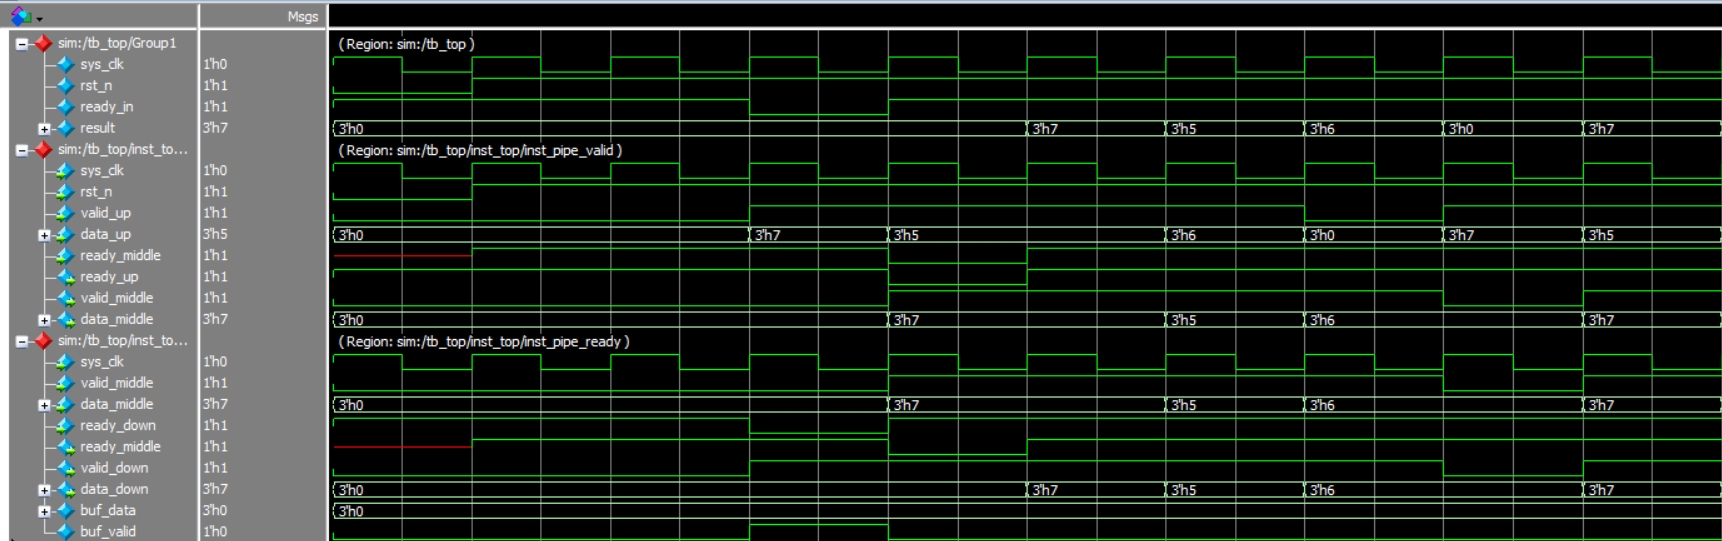 Msgs
sim:/tb_top/Group1 (Region: sim:/tb_top )
sys_clk 1'h0
rst_n 1'h1
ready_in 1'h1
result 3'h7 3'h0 3'h7 3'h5 3'h6 3'h0 3'h7
sim:/tb_top/inst_to... (Region: sim:/tb_top/inst_top/inst_pipe_valid )
sys_clk 1'h0
rst_n 1'h1
valid_up 1'h1
data_up 3'h5 3'h0 3'h7 3'h5 3'h6 3'h0 3'h7 3'h5
ready_middle 1'h1
ready_up 1'h1
valid_middle 1'h1
data_middle 3'h7 3'h0 3'h7 3'h5 3'h6 3'h7
sim:/tb_top/inst_to... (Region: sim:/tb_top/inst_top/inst_pipe_ready )
sys_clk 1'h0
valid_middle 1'h1
data_middle 3'h7 3'h0 3'h7 3'h5 3'h6 3'h7
ready_down 1'h1
ready_middle 1'h1
valid_down 1'h1
data_down 3'h7 3'h0 3'h7 3'h5 3'h6 3'h7
buf_data 3'h0 3'h0
buf_valid 1'h0